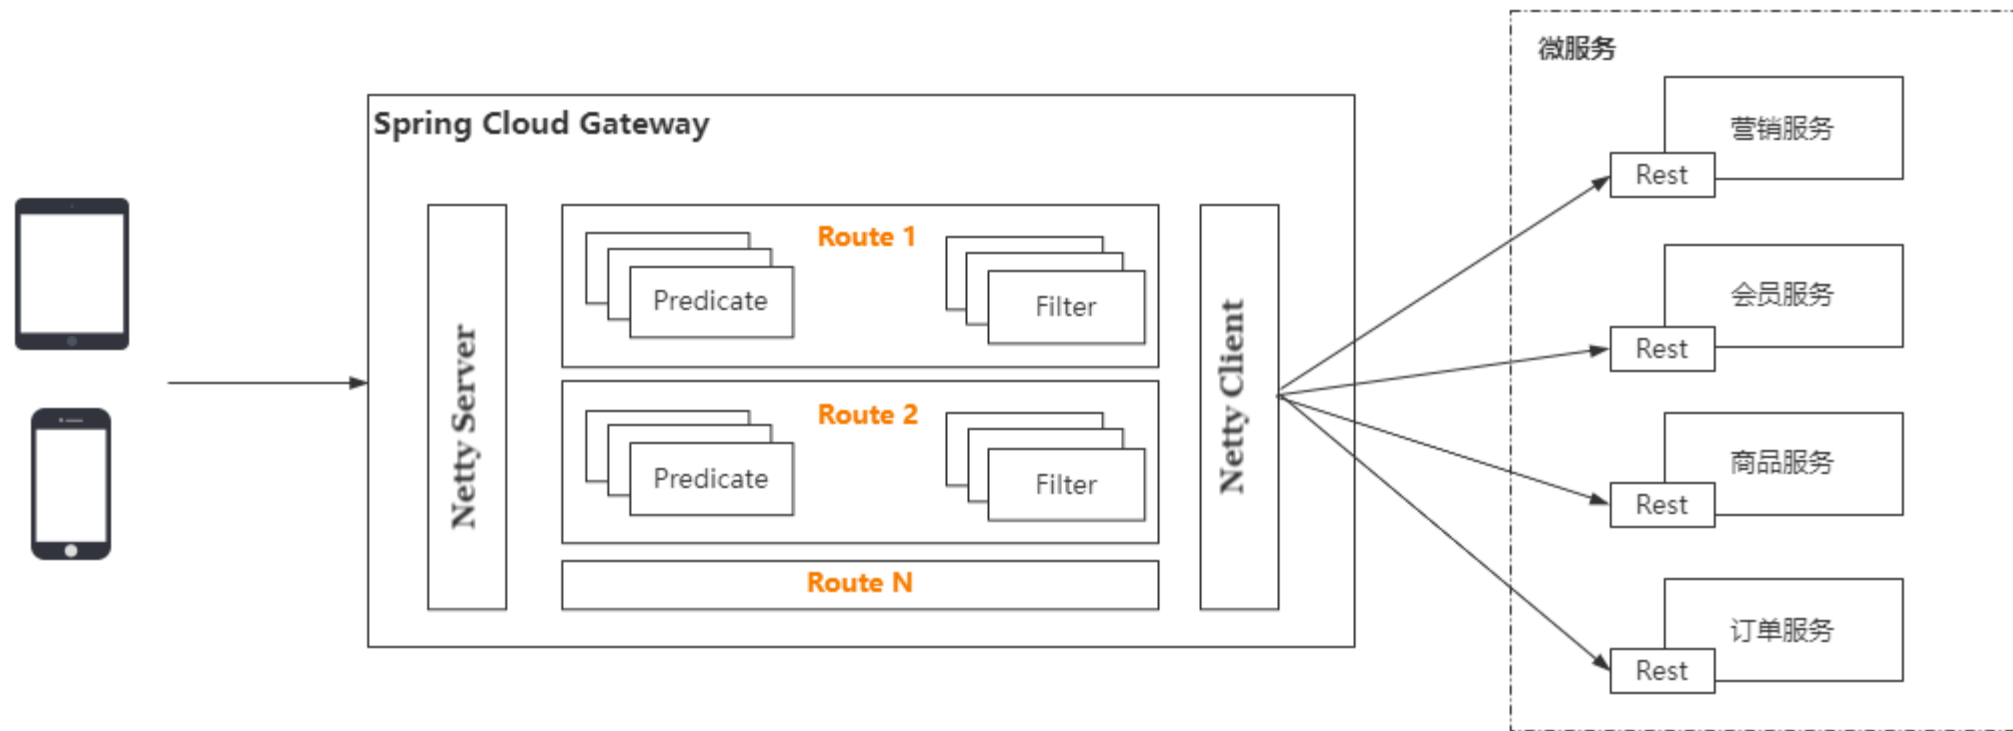 微服务
Spring Cloud Gateway
营销服务
Rest
Route 1
Predicate
Filter
会员服务
Rest
Netty Server
Netty Client
Route 2
Predicate
Filter
商品服务
Rest
Route N
订单服务
Rest